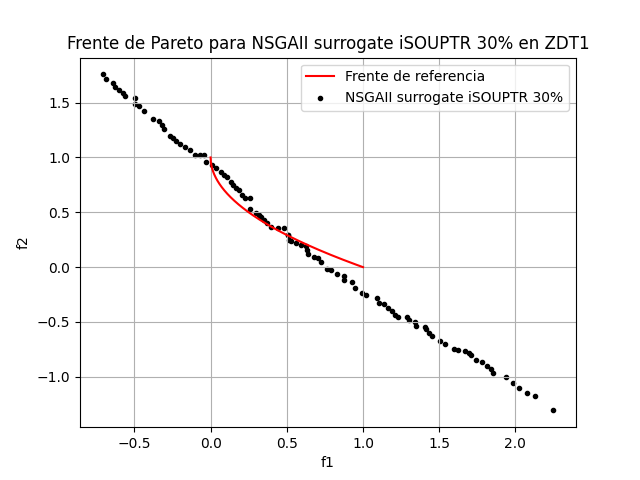 Frente de Pareto para NSGAII surrogate iSOUPTR 30% en ZDT1
Frente de referencia
NSGAII surrogate iSOUPTR 30%
1.5
1.0
0.5
0.0
−0.5
−1.0
f2
−0.5 0.0 0.5 1.0 1.5 2.0
f1